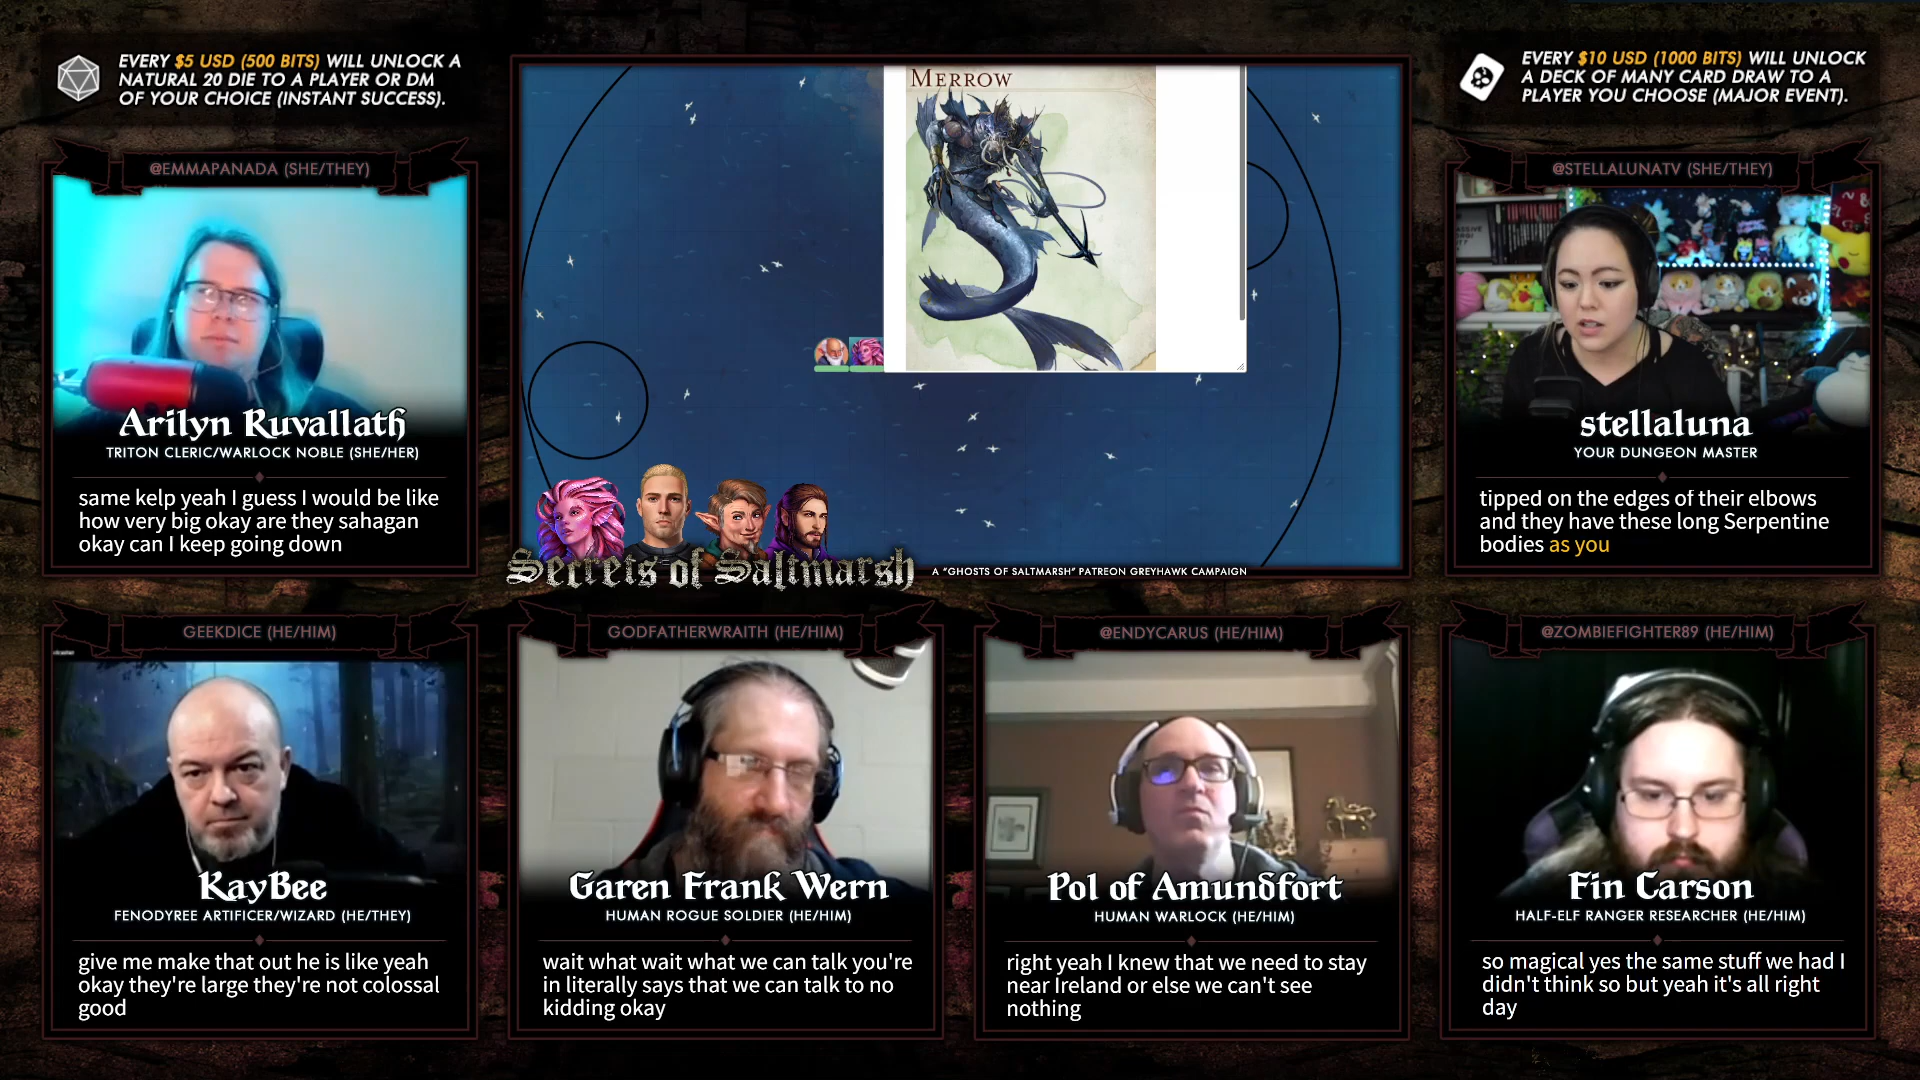 EVERY $5 USD (500 BITS) WILL UNLOCK A
NATURAL 20 DIE TO A PLAYER OR DM
OF YOUR CHOICE (INSTANT SUCCESS).
MERROW
EVERY $10 USD (1000 BITS) WILL UNLOCK
A DECK OF MANY CARD DRAW TO A
PLAYER YOU CHOOSE (MAJOR EVENT).
@EMMAPANADA (SHE/THEY)
Arilyn Ruvallath
TRITON CLERIC/WARLOCK NOBLE (SHE/HER)
same kelp yeah I guess I would be like
how very big okay are they sahagan
okay can I keep going down
Secrets of Saltmarsh
A "GHOSTS OF SALTMARSH" PATREON GREYHAWK CAMPAIGN
@STELLALUNATV (SHE/THEY)
stellaluna
YOUR DUNGEON MASTER
tipped on the edges of their elbows
and they have these long Serpentine
bodies as you
GEEKDICE (HE/HIM)
KayBee
FENODYREE ARTIFICER/WIZARD (HE/THEY)
give me make that out he is like yeah
okay they're large they're not colossal
good
GODFATHERWRAITH (HE/HIM)
Garen Frank Wern
HUMAN ROGUE SOLDIER (HE/HIM)
wait what wait what we can talk you're
in literally says that we can talk to no
kidding okay
@ENDYCARUS (HE/HIM)
Pol of Amundfort
HUMAN WARLOCK (HE/HIM)
right yeah I knew that we need to stay
near Ireland or else we can't see
nothing
@ZOMBIEFIGHTER89 (HE/HIM)
Fin Carson
HALF-ELF RANGER RESEARCHER (HE/HIM)
so magical yes the same stuff we had I
didn't think so but yeah it's all right
day